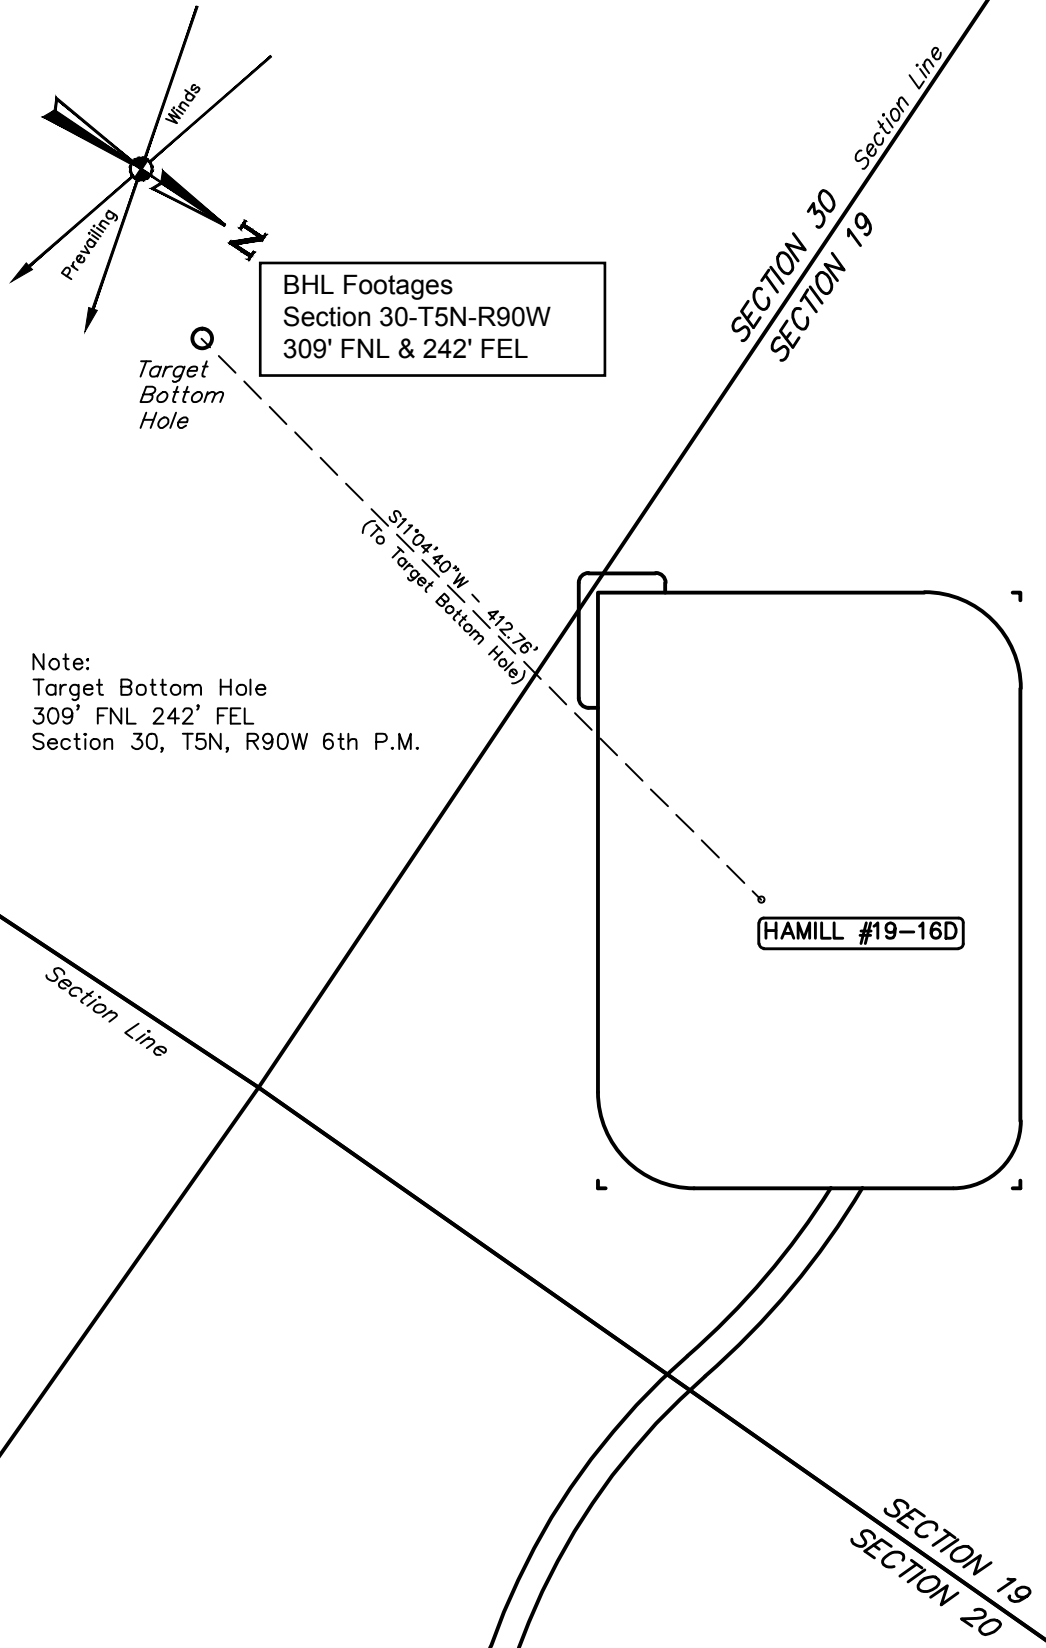 Section Line
Winds
SECTION 30
SECTION 19
Prevailing
N
BHL Footages
Section 30-T5N-R90W
309' FNL & 242' FEL
Target
Bottom
Hole
S11°04'40"W - 412.76'
(To Target Bottom Hole)
Note:
Target Bottom Hole
309' FNL 242' FEL
Section 30, T5N, R90W 6th P.M.
HAMILL #19-16D
Section Line
SECTION 19
SECTION 20